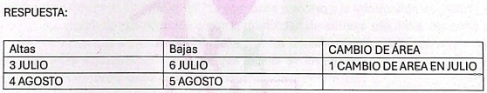 RESPUESTA:
Altas Bajas CAMBIO DE ÁREA
3 JULIO 6 JULIO 1 CAMBIO DE AREA EN JULIO
4 AGOSTO 5 AGOSTO